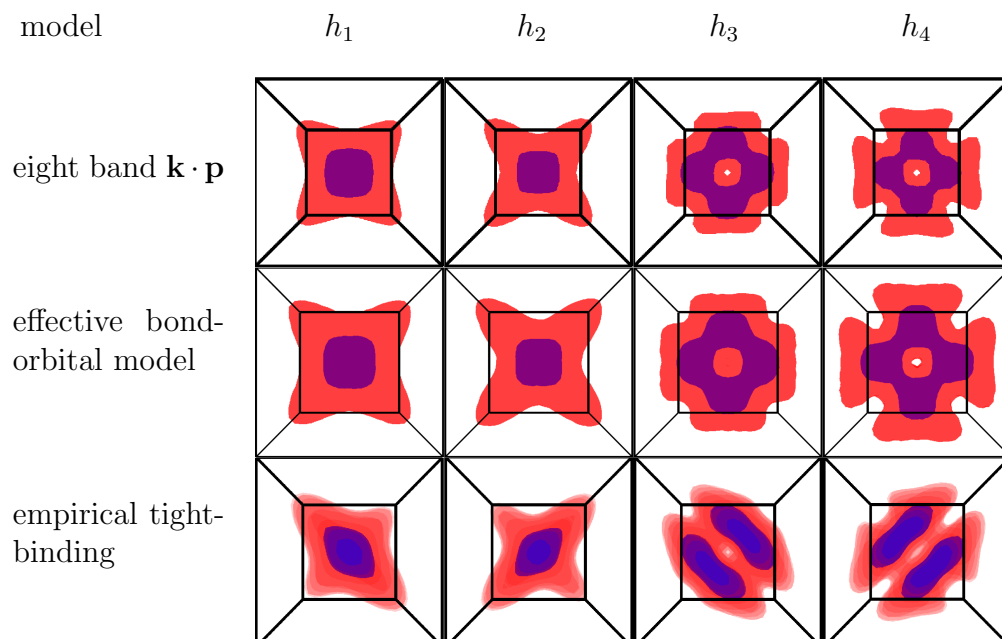 model h₁ h₂ h₃ h₄
eight band k · p
effective bond-
orbital model
empirical tight-
binding